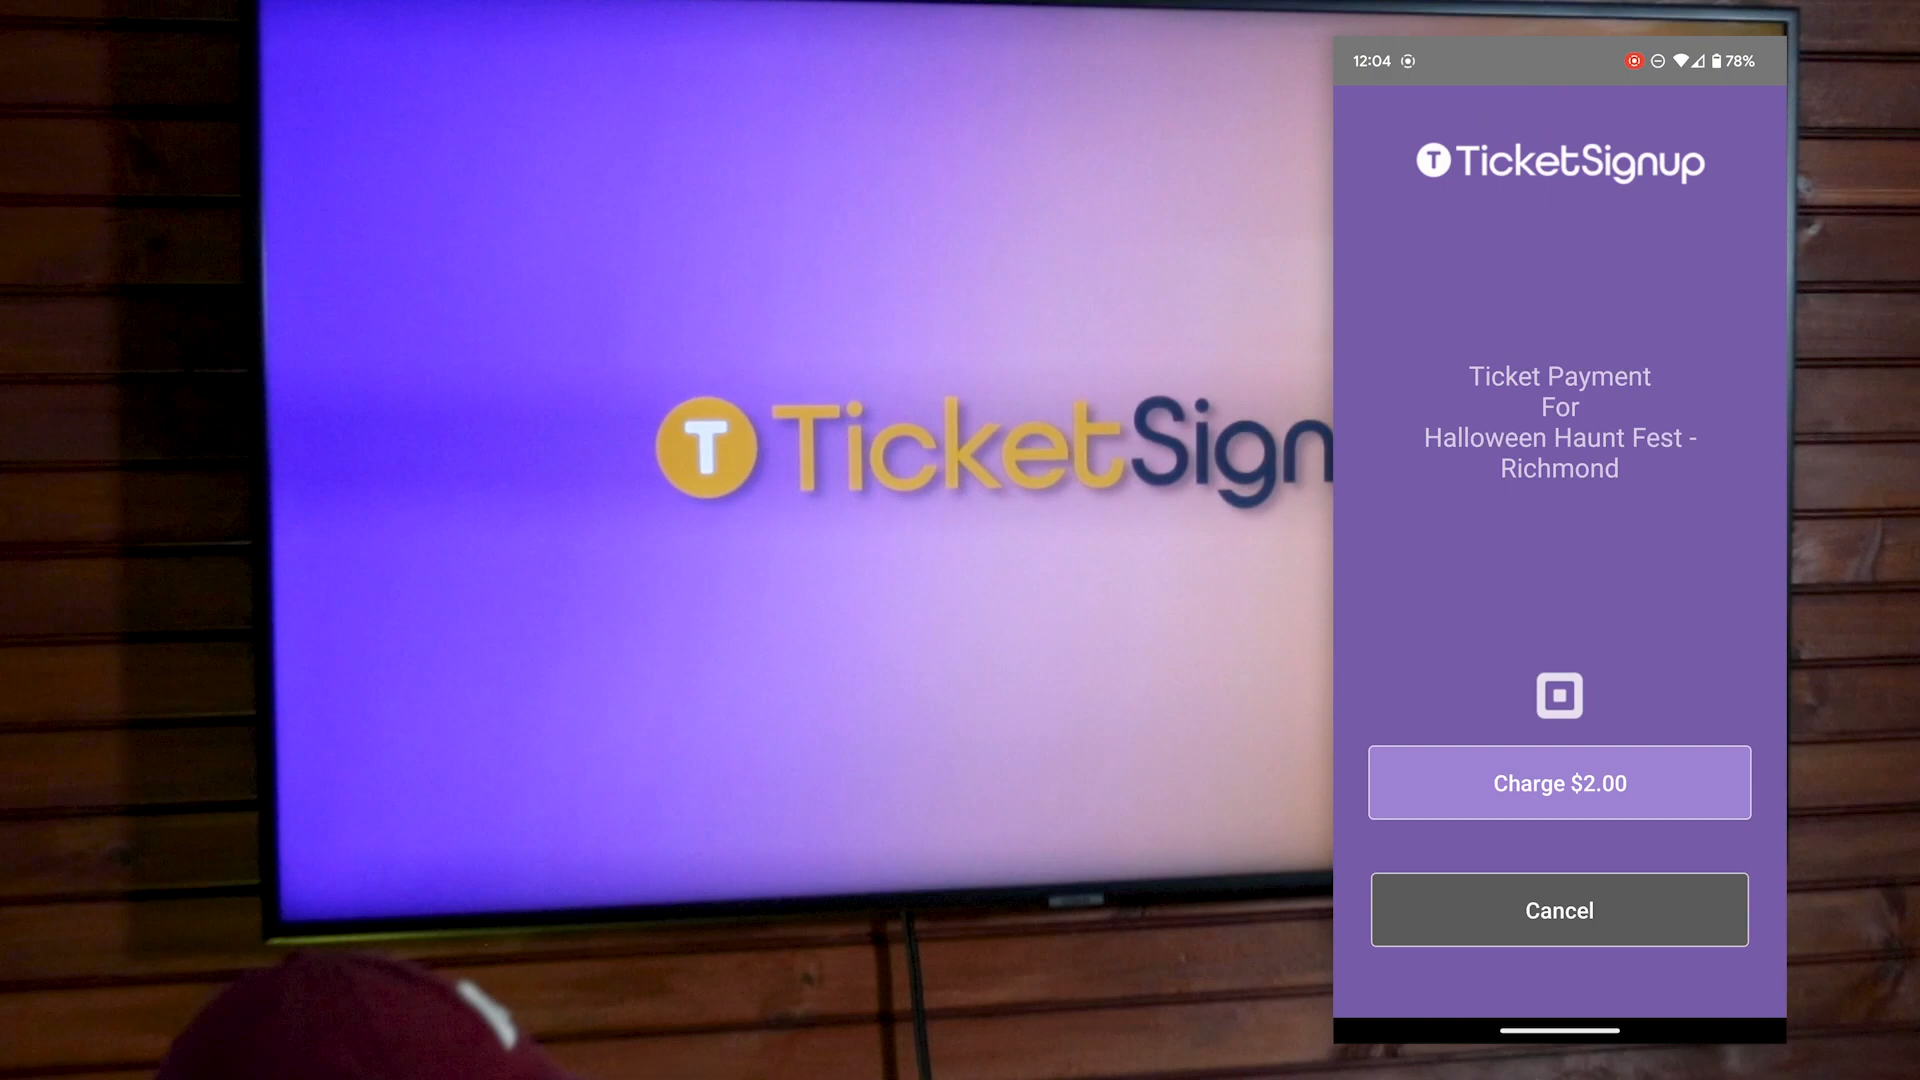 TicketSign
12:04
78%
TicketSignup
Ticket Payment
For
Halloween Haunt Fest -
Richmond
Charge $2.00
Cancel